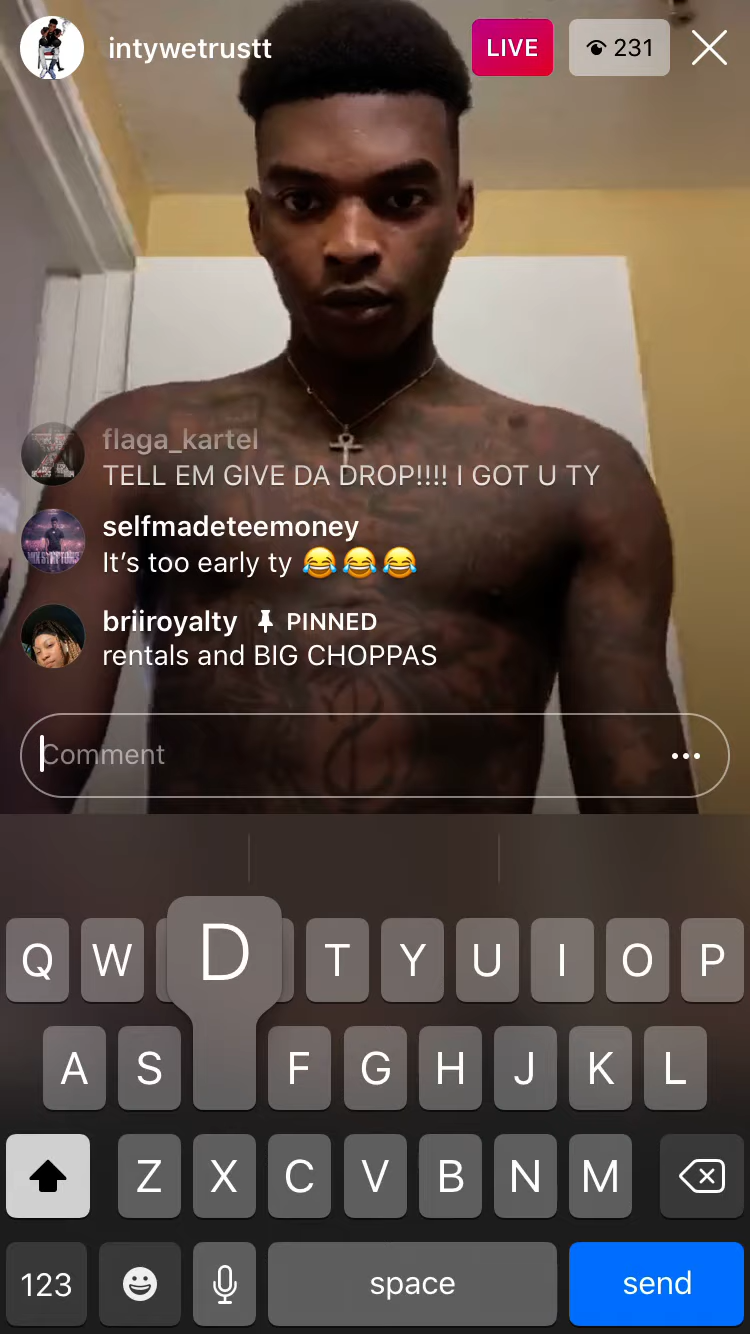 intywetrustt
LIVE
231
flaga_kartel
TELL EM GIVE DA DROP!!!! I GOT U TY
selfmadeteemoney
It’s too early ty 😂😂😂
briiroyalty PINNED
rentals and BIG CHOPPAS
Comment
D
Q W T Y U I O P
A S F G H J K L
Z X C V B N M
123 space send